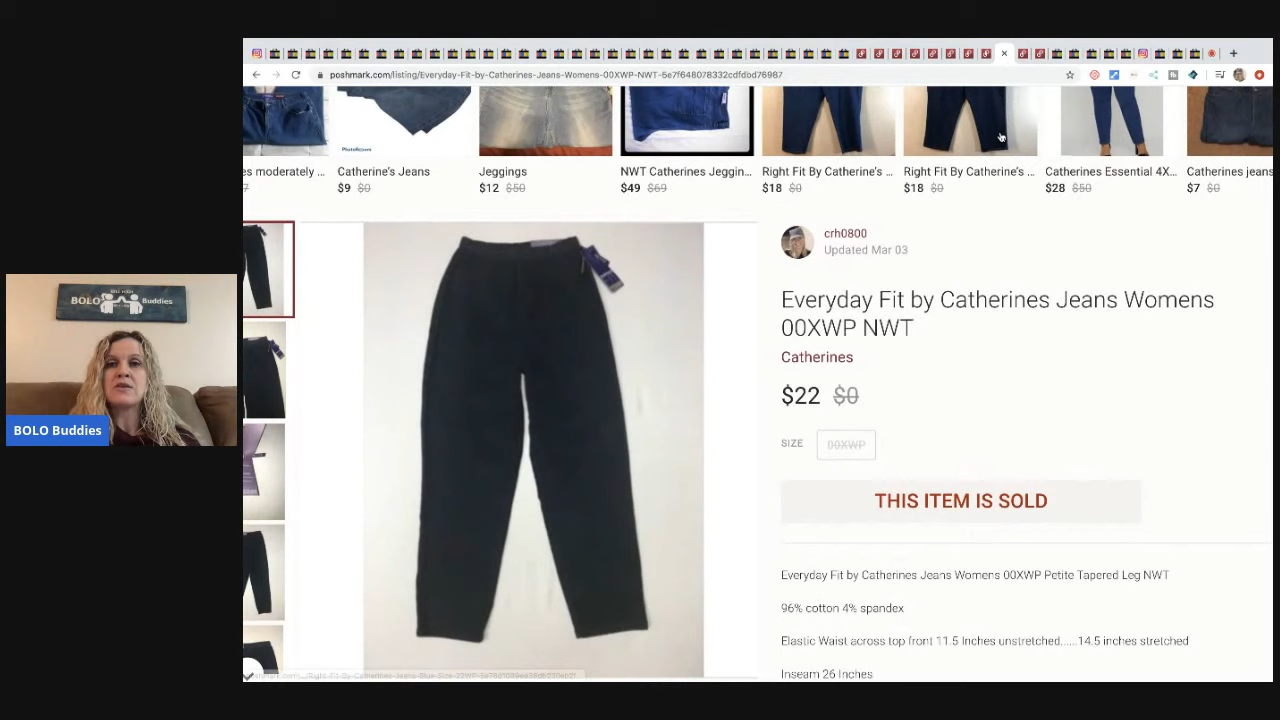 poshmark.com/listing/Everyday-Fit-by-Catherines-Jeans-Womens-00XWP-NWT-5e7f648078332cdfdbd76987
es moderately ...
Catherine's Jeans
$9 $0
Jeggings
$12 $50
NWT Catherines Jeggin...
$49 $69
Right Fit By Catherine's ...
$18 $0
Right Fit By Catherine's ...
$18 $0
Catherines Essential 4X...
$28 $50
Catherines jeans
$7 $0
crh0800
Updated Mar 03
Everyday Fit by Catherines Jeans Womens
00XWP NWT
Catherines
$22 $0
SIZE 00XWP
THIS ITEM IS SOLD
Everyday Fit by Catherines Jeans Womens 00XWP Petite Tapered Leg NWT
96% cotton 4% spandex
Elastic Waist across top front 11.5 Inches unstretched.....14.5 inches stretched
Inseam 26 Inches
BOLO Buddies
BOLO Buddies